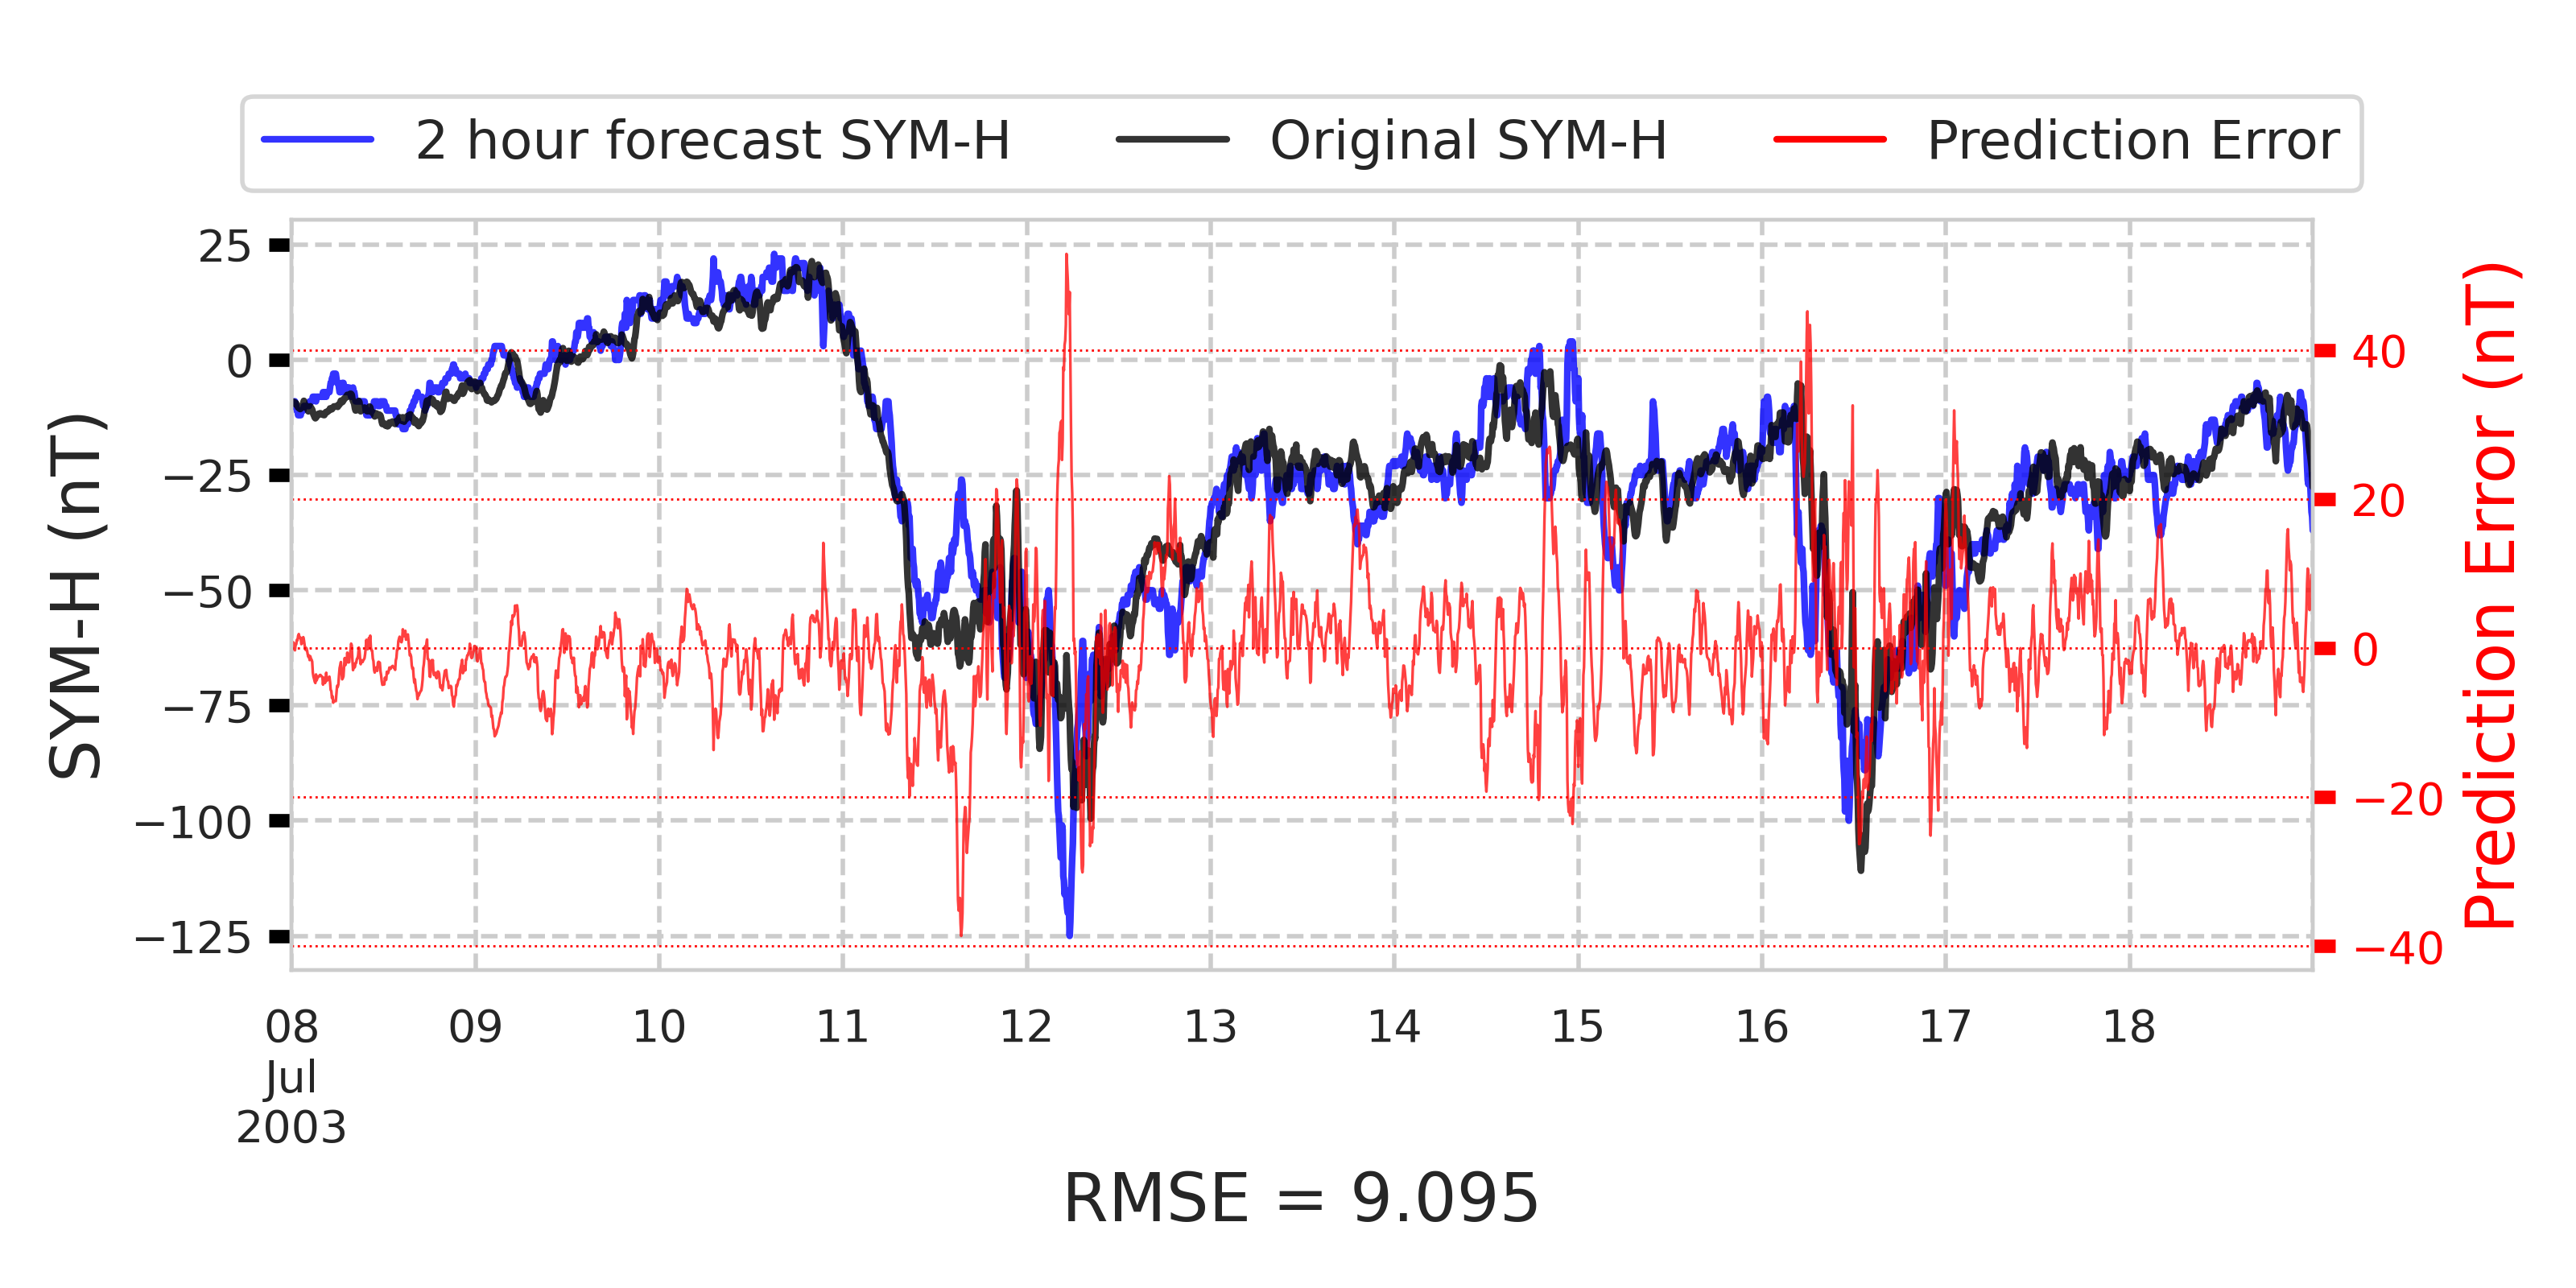 2 hour forecast SYM-H Original SYM-H Prediction Error
SYM-H (nT)
25
0
−25
−50
−75
−100
−125
40
20
0
−20
−40
Prediction Error (nT)
08 09 10 11 12 13 14 15 16 17 18
Jul
2003
RMSE = 9.095